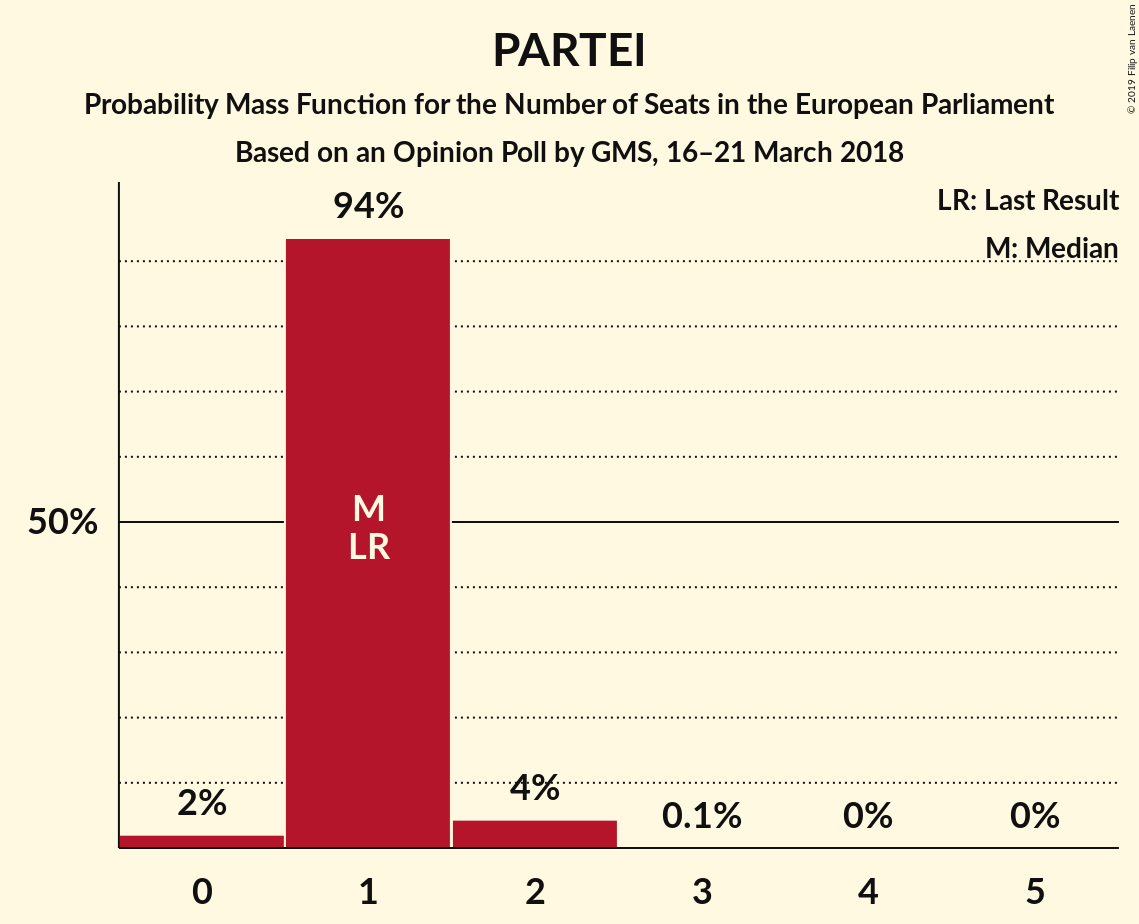 PARTEI
Probability Mass Function for the Number of Seats in the European Parliament
Based on an Opinion Poll by GMS, 16–21 March 2018
© 2019 Filip van Laenen
LR: Last Result
M: Median
94%
50%
M
LR
2%
4%
0.1%
0%
0%
0
1
2
3
4
5